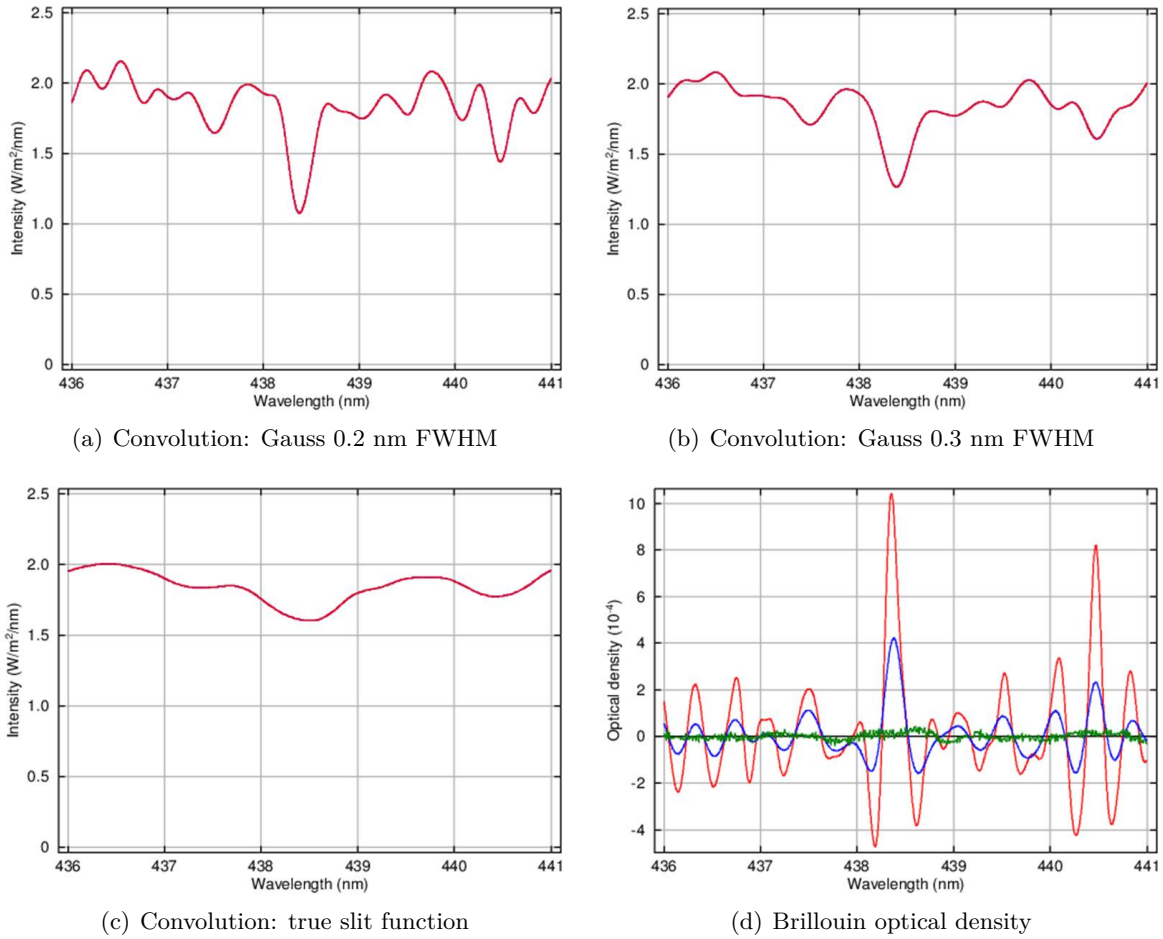 2.5
2.0
1.5
1.0
0.5
0
Intensity (W/m²/nm)
436 437 438 439 440 441
Wavelength (nm)
(a) Convolution: Gauss 0.2 nm FWHM
2.5
2.0
1.5
1.0
0.5
0
Intensity (W/m²/nm)
436 437 438 439 440 441
Wavelength (nm)
(b) Convolution: Gauss 0.3 nm FWHM
2.5
2.0
1.5
1.0
0.5
0
Intensity (W/m²/nm)
436 437 438 439 440 441
Wavelength (nm)
(c) Convolution: true slit function
10
8
6
4
2
0
-2
-4
Optical density (10⁻⁴)
436 437 438 439 440 441
Wavelength (nm)
(d) Brillouin optical density